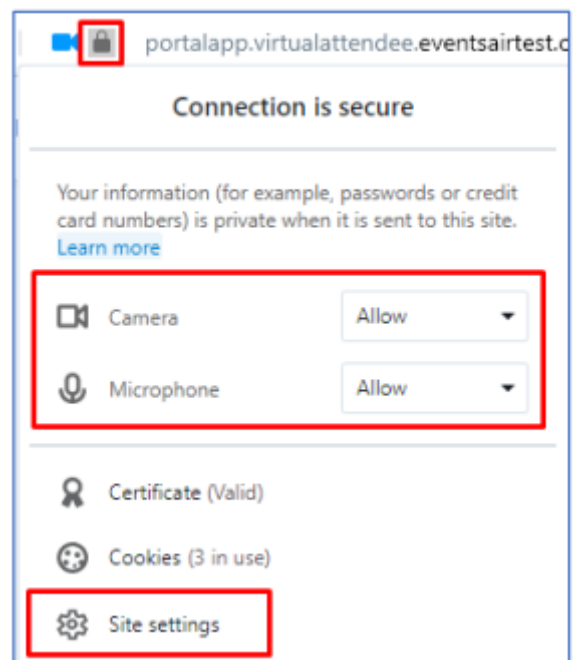 portalapp.virtualattendee.eventsairtest.c
Connection is secure
Your information (for example, passwords or credit
card numbers) is private when it is sent to this site.
Learn more
Camera Allow
Microphone Allow
Certificate (Valid)
Cookies (3 in use)
Site settings